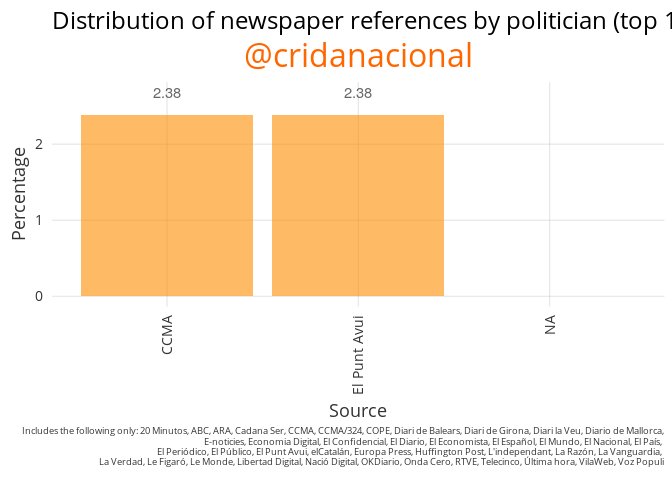 Distribution of newspaper references by politician (top 1
@cridanacional
2.38
2.38
Percentage
2
1
0
CCMA
El Punt Avui
NA
Source
Includes the following only: 20 Minutos, ABC, ARA, Cadana Ser, CCMA, CCMA/324, COPE, Diari de Balears, Diari de Girona, Diari la Veu, Diario de Mallorca,
E-noticies, Economia Digital, El Confidencial, El Diario, El Economista, El Español, El Mundo, El Nacional, El País,
El Periódico, El Público, El Punt Avui, elCatalán, Europa Press, Huffington Post, L'independant, La Razón, La Vanguardia,
La Verdad, Le Figaró, Le Monde, Libertad Digital, Nació Digital, OKDiario, Onda Cero, RTVE, Telecinco, Última hora, VilaWeb, Voz Populi